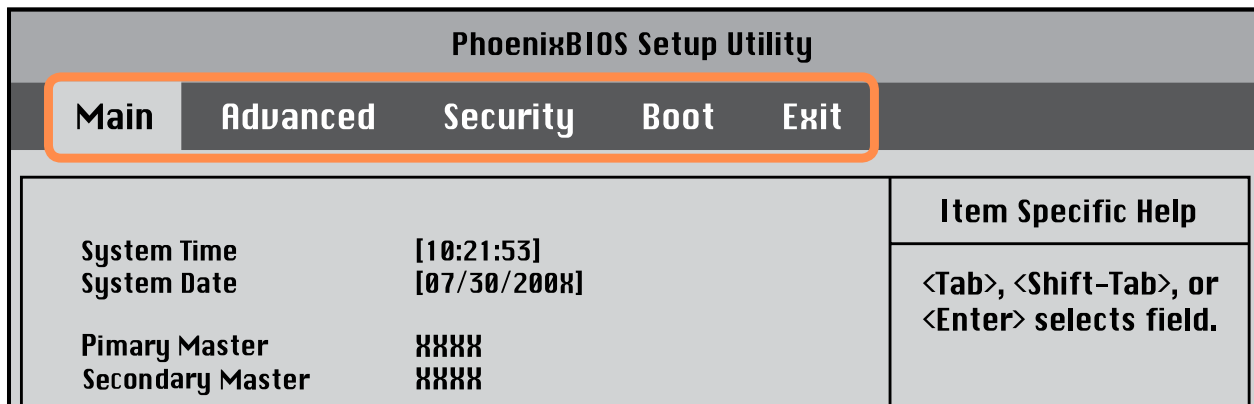 PhoenixBIOS Setup Utility
Main Advanced Security Boot Exit
System Time [10:21:53]
System Date [07/30/200X]
Pimary Master XXXX
Secondary Master XXXX
Item Specific Help
<Tab>, <Shift-Tab>, or
<Enter> selects field.